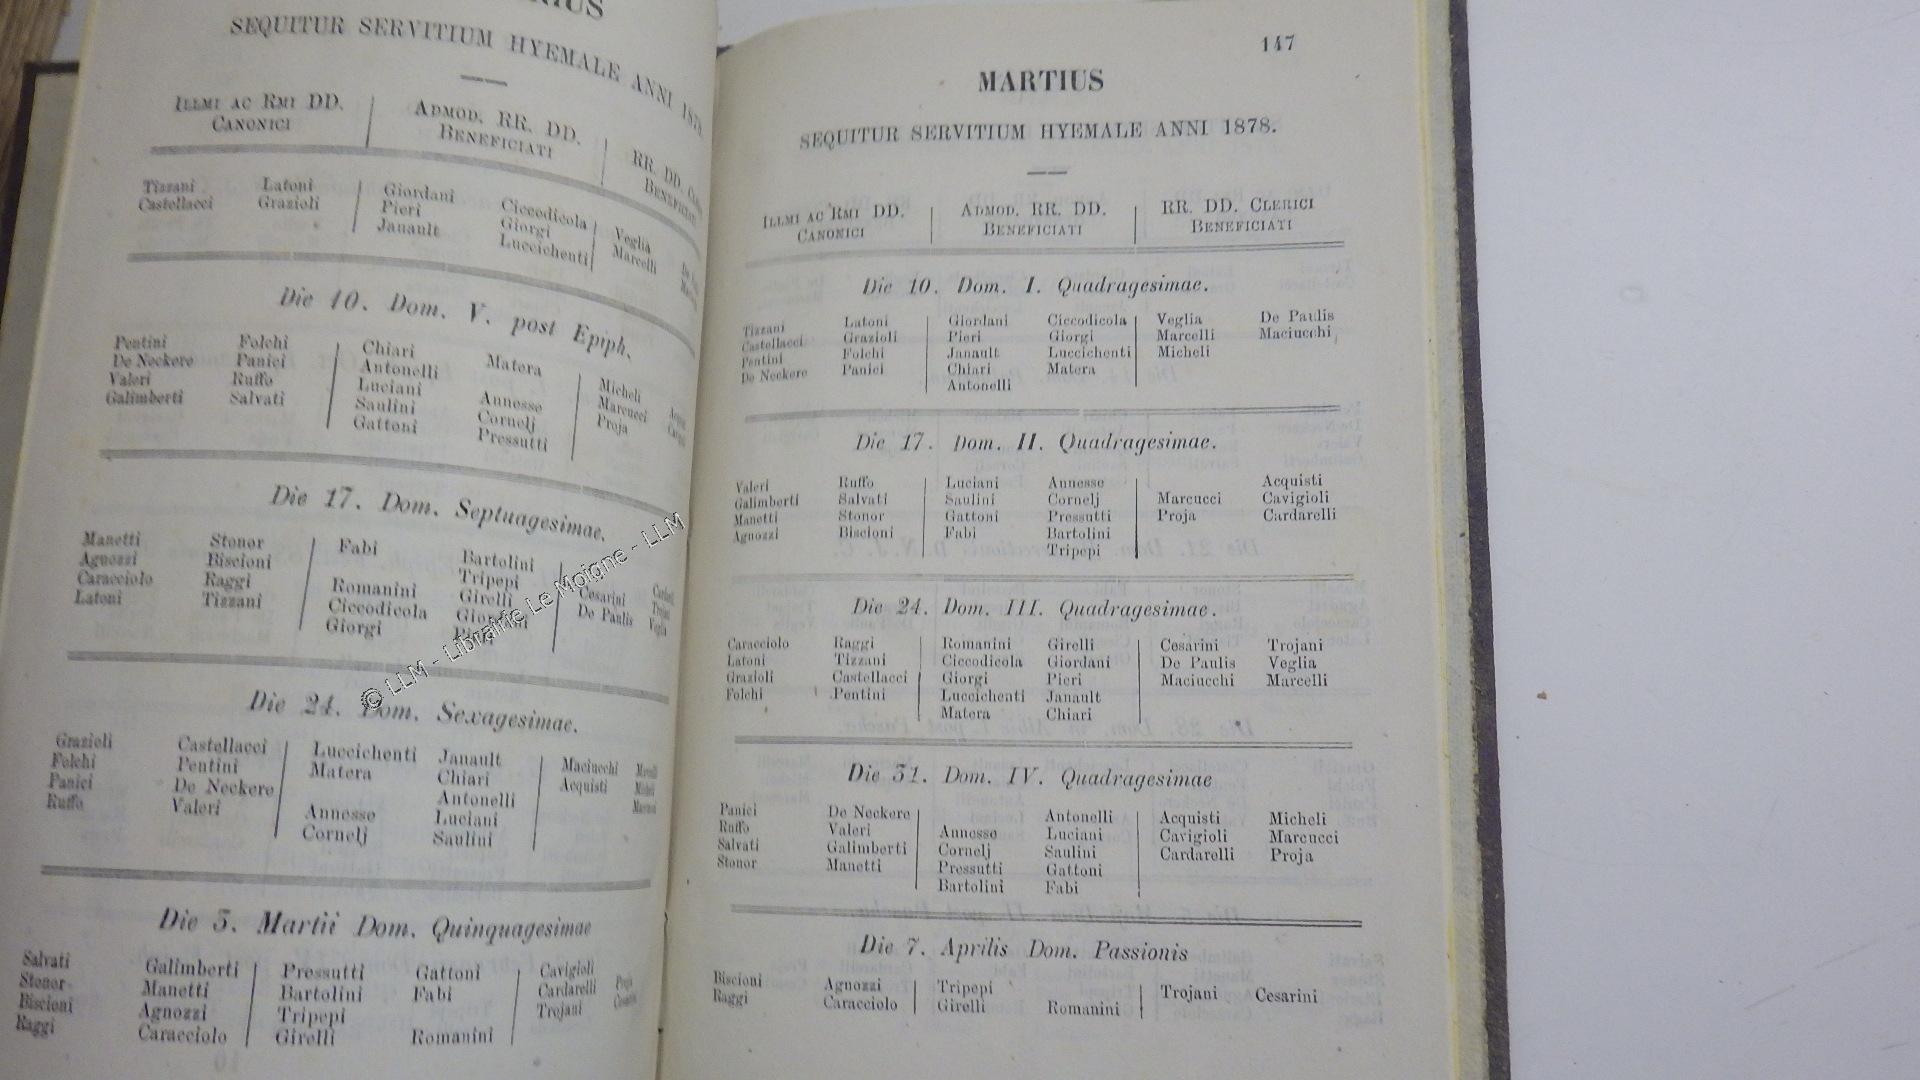 SEQUITUR SERVITIUM HYEMALE ANNI 1878.
ILLMI AC RMI DD. CANONICI
ADMOD. RR. DD. BENEFICIATI
RR. DD. BENEFICIATI
Tizzani Latoni Giordani Ciccodicola Veglia
Castellacci Grazioli Pieri Giorgi Marcelli
Janault Luccichenti
Die 10. Dom. V. post Epiph.
Pentini Folchi Chiari Matera Micheli
De Neckere Panici Antonelli Marcucci
Valeri Ruffo Luciani Annesse Proja
Galimberti Salvati Saulini Cornelj
Gattoni Pressutti
Die 17. Dom. Septuagesimae.
Manetti Stonor Fabi Bartolini
Agnozzi Biscioni Tripepi Cesarini
Caracciolo Raggi Romanini Girelli De Paulis Veglia
Latoni Tizzani Ciccodicola Giordani
Giorgi Pieri
Die 24. Dom. Sexagesimae.
Grazioli Castellacci Luccichenti Janault Maciucchi
Folchi Pentini Matera Chiari Acquisti
Panici De Neckere Antonelli
Ruffo Valeri Annesse Luciani
Cornelj Saulini
Die 3. Martii Dom. Quinquagesimae
Salvati Galimberti Pressutti Gattoni Cavigioli
Stonor Manetti Bartolini Fabi Cardarelli
Biscioni Agnozzi Tripepi Trojani
Raggi Caracciolo Girelli Romanini
© LLM - Librairie Le Moigne - LLM
147
MARTIUS
SEQUITUR SERVITIUM HYEMALE ANNI 1878.
ILLMI AC RMI DD. ADMOD. RR. DD. RR. DD. CLERICI
CANONICI BENEFICIATI BENEFICIATI
Die 10. Dom. I. Quadragesimae.
Tizzani Latoni Giordani Ciccodicola Veglia De Paulis
Castellacci Grazioli Pieri Giorgi Marcelli Maciucchi
Pentini Folchi Janault Luccichenti Micheli
De Neckere Panici Chiari Matera
Antonelli
Die 17. Dom. II. Quadragesimae.
Valeri Ruffo Luciani Annesse Acquisti
Galimberti Salvati Saulini Cornelj Marcucci Cavigioli
Manetti Stonor Gattoni Pressutti Proja Cardarelli
Agnozzi Biscioni Fabi Bartolini
Tripepi
Die 24. Dom. III. Quadragesimae.
Caracciolo Raggi Romanini Girelli Cesarini Trojani
Latoni Tizzani Ciccodicola Giordani De Paulis Veglia
Grazioli Castellacci Giorgi Pieri Maciucchi Marcelli
Folchi Pentini Luccichenti Janault
Matera Chiari
Die 31. Dom. IV. Quadragesimae
Panici De Neckere Antonelli Acquisti Micheli
Ruffo Valeri Annesse Luciani Cavigioli Marcucci
Salvati Galimberti Cornelj Saulini Cardarelli Proja
Stonor Manetti Pressutti Gattoni
Bartolini Fabi
Die 7. Aprilis Dom. Passionis
Biscioni Agnozzi Tripepi Trojani Cesarini
Raggi Caracciolo Girelli Romanini